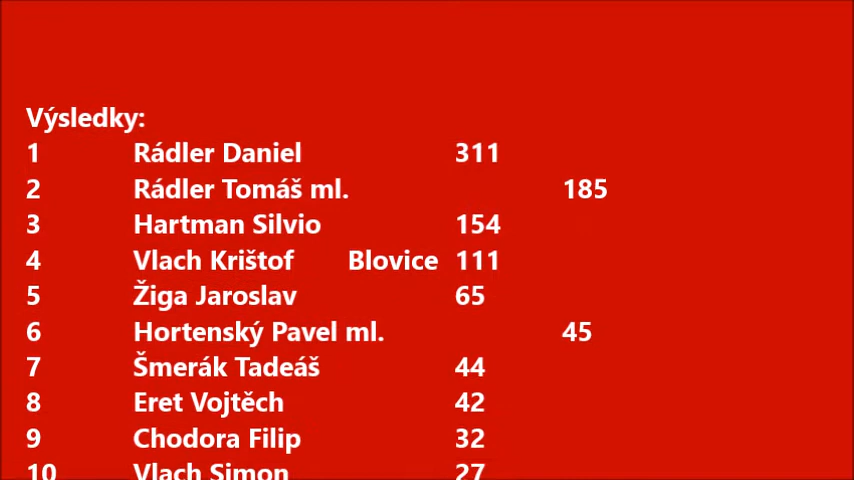 Výsledky:
1 Rádler Daniel 311
2 Rádler Tomáš ml. 185
3 Hartman Silvio 154
4 Vlach Krištof Blovice 111
5 Žiga Jaroslav 65
6 Hortenský Pavel ml. 45
7 Šmerák Tadeáš 44
8 Eret Vojtěch 42
9 Chodora Filip 32
10 Vlach Simon 27